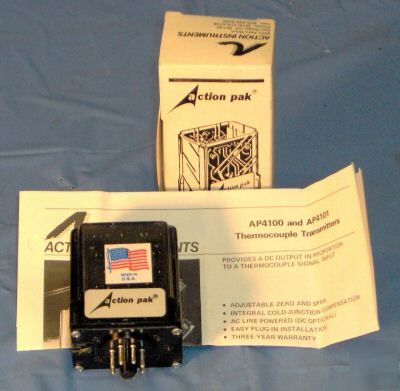 ACTION INSTRUMENTS
action pak®
AP4100 and AP4101
Thermocouple Transmitters
PROVIDES A DC OUTPUT IN PROPORTION
TO A THERMOCOUPLE SIGNAL INPUT
• ADJUSTABLE ZERO AND SPAN
• INTEGRAL COLD-JUNCTION COMPENSATION
• AC LINE POWERED (DC OPTIONAL)
• EASY PLUG-IN INSTALLATION
• THREE-YEAR WARRANTY
ACT
ENTS
MADE IN
U.S.A.
action pak®